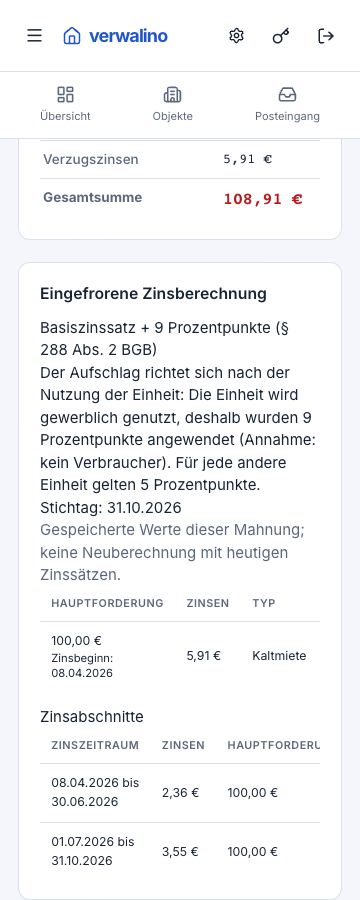 verwalino
Übersicht
Objekte
Posteingang
Verzugszinsen 5,91 €
Gesamtsumme 108,91 €
Eingefrorene Zinsberechnung
Basiszinssatz + 9 Prozentpunkte (§
288 Abs. 2 BGB)
Der Aufschlag richtet sich nach der
Nutzung der Einheit: Die Einheit wird
gewerblich genutzt, deshalb wurden 9
Prozentpunkte angewendet (Annahme:
kein Verbraucher). Für jede andere
Einheit gelten 5 Prozentpunkte.
Stichtag: 31.10.2026
Gespeicherte Werte dieser Mahnung;
keine Neuberechnung mit heutigen
Zinssätzen.
HAUPTFORDERUNG ZINSEN TYP
100,00 €
Zinsbeginn:
08.04.2026
5,91 € Kaltmiete
Zinsabschnitte
ZINSZEITRAUM ZINSEN HAUPTFORDERU
08.04.2026 bis
30.06.2026
2,36 € 100,00 €
01.07.2026 bis
31.10.2026
3,55 € 100,00 €